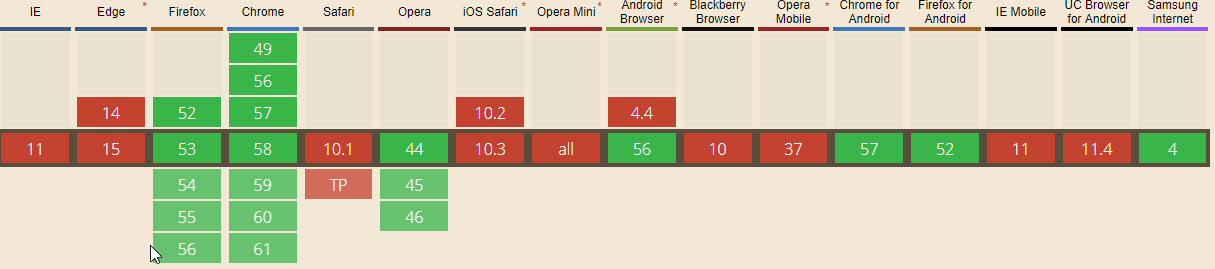 IE Edge * Firefox Chrome Safari Opera iOS Safari * Opera Mini * Android Browser * Blackberry Browser Opera Mobile * Chrome for Android Firefox for Android IE Mobile UC Browser for Android Samsung Internet
49
56
14 52 57 10.2 4.4
11 15 53 58 10.1 44 10.3 all 56 10 37 57 52 11 11.4 4
54 59 TP 45
55 60 46
56 61